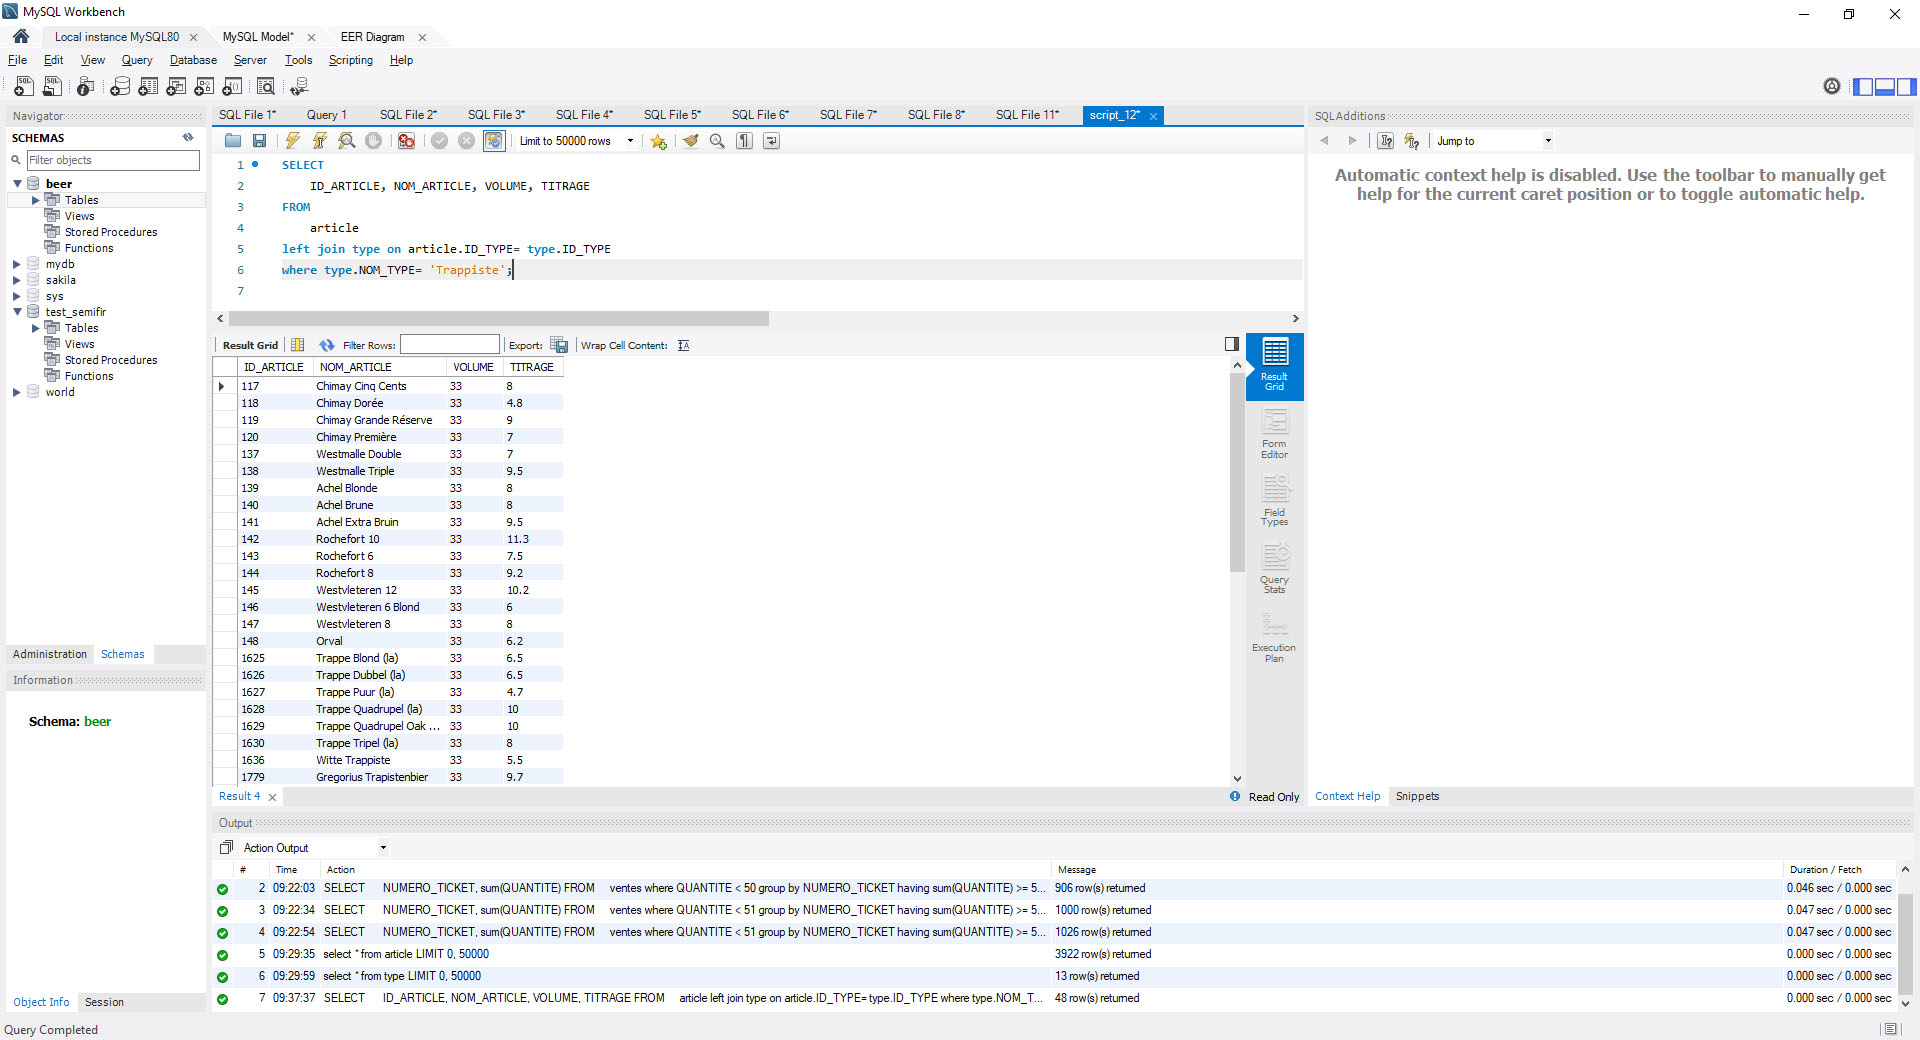 MySQL Workbench
Local instance MySQL80 MySQL Model* EER Diagram
File Edit View Query Database Server Tools Scripting Help
Navigator
SCHEMAS
Filter objects
beer
Tables
Views
Stored Procedures
Functions
mydb
sakila
sys
test_semifir
Tables
Views
Stored Procedures
Functions
world
Administration Schemas
Information
Schema: beer
Object Info Session
Query Completed
SQL File 1* Query 1 SQL File 2* SQL File 3* SQL File 4* SQL File 5* SQL File 6* SQL File 7* SQL File 8* SQL File 11* script_12*
Limit to 50000 rows
1 SELECT
2 ID_ARTICLE, NOM_ARTICLE, VOLUME, TITRAGE
3 FROM
4 article
5 left join type on article.ID_TYPE= type.ID_TYPE
6 where type.NOM_TYPE= 'Trappiste';
7
Result Grid Filter Rows: Export: Wrap Cell Content:
ID_ARTICLE NOM_ARTICLE VOLUME TITRAGE
117 Chimay Cinq Cents 33 8
118 Chimay Dorée 33 4.8
119 Chimay Grande Réserve 33 9
120 Chimay Première 33 7
137 Westmalle Double 33 7
138 Westmalle Triple 33 9.5
139 Achel Blonde 33 8
140 Achel Brune 33 8
141 Achel Extra Bruin 33 9.5
142 Rochefort 10 33 11.3
143 Rochefort 6 33 7.5
144 Rochefort 8 33 9.2
145 Westvleteren 12 33 10.2
146 Westvleteren 6 Blond 33 6
147 Westvleteren 8 33 8
148 Orval 33 6.2
1625 Trappe Blond (la) 33 6.5
1626 Trappe Dubbel (la) 33 6.5
1627 Trappe Puur (la) 33 4.7
1628 Trappe Quadrupel (la) 33 10
1629 Trappe Quadrupel Oak ... 33 10
1630 Trappe Tripel (la) 33 8
1636 Witte Trappiste 33 5.5
1779 Gregorius Trapistenbier 33 9.7
Result Grid
Form Editor
Field Types
Query Stats
Execution Plan
Result 4 Read Only
SQLAdditions
Jump to
Automatic context help is disabled. Use the toolbar to manually get
help for the current caret position or to toggle automatic help.
Context Help Snippets
Output
Action Output
# Time Action Message Duration / Fetch
2 09:22:03 SELECT NUMERO_TICKET, sum(QUANTITE) FROM ventes where QUANTITE < 50 group by NUMERO_TICKET having sum(QUANTITE) >= 5... 906 row(s) returned 0.046 sec / 0.000 sec
3 09:22:34 SELECT NUMERO_TICKET, sum(QUANTITE) FROM ventes where QUANTITE < 51 group by NUMERO_TICKET having sum(QUANTITE) >= 5... 1000 row(s) returned 0.047 sec / 0.000 sec
4 09:22:54 SELECT NUMERO_TICKET, sum(QUANTITE) FROM ventes where QUANTITE < 51 group by NUMERO_TICKET having sum(QUANTITE) >= 5... 1026 row(s) returned 0.047 sec / 0.000 sec
5 09:29:35 select * from article LIMIT 0, 50000 3922 row(s) returned 0.000 sec / 0.000 sec
6 09:29:59 select * from type LIMIT 0, 50000 13 row(s) returned 0.000 sec / 0.000 sec
7 09:37:37 SELECT ID_ARTICLE, NOM_ARTICLE, VOLUME, TITRAGE FROM article left join type on article.ID_TYPE= type.ID_TYPE where type.NOM_T... 48 row(s) returned 0.000 sec / 0.000 sec